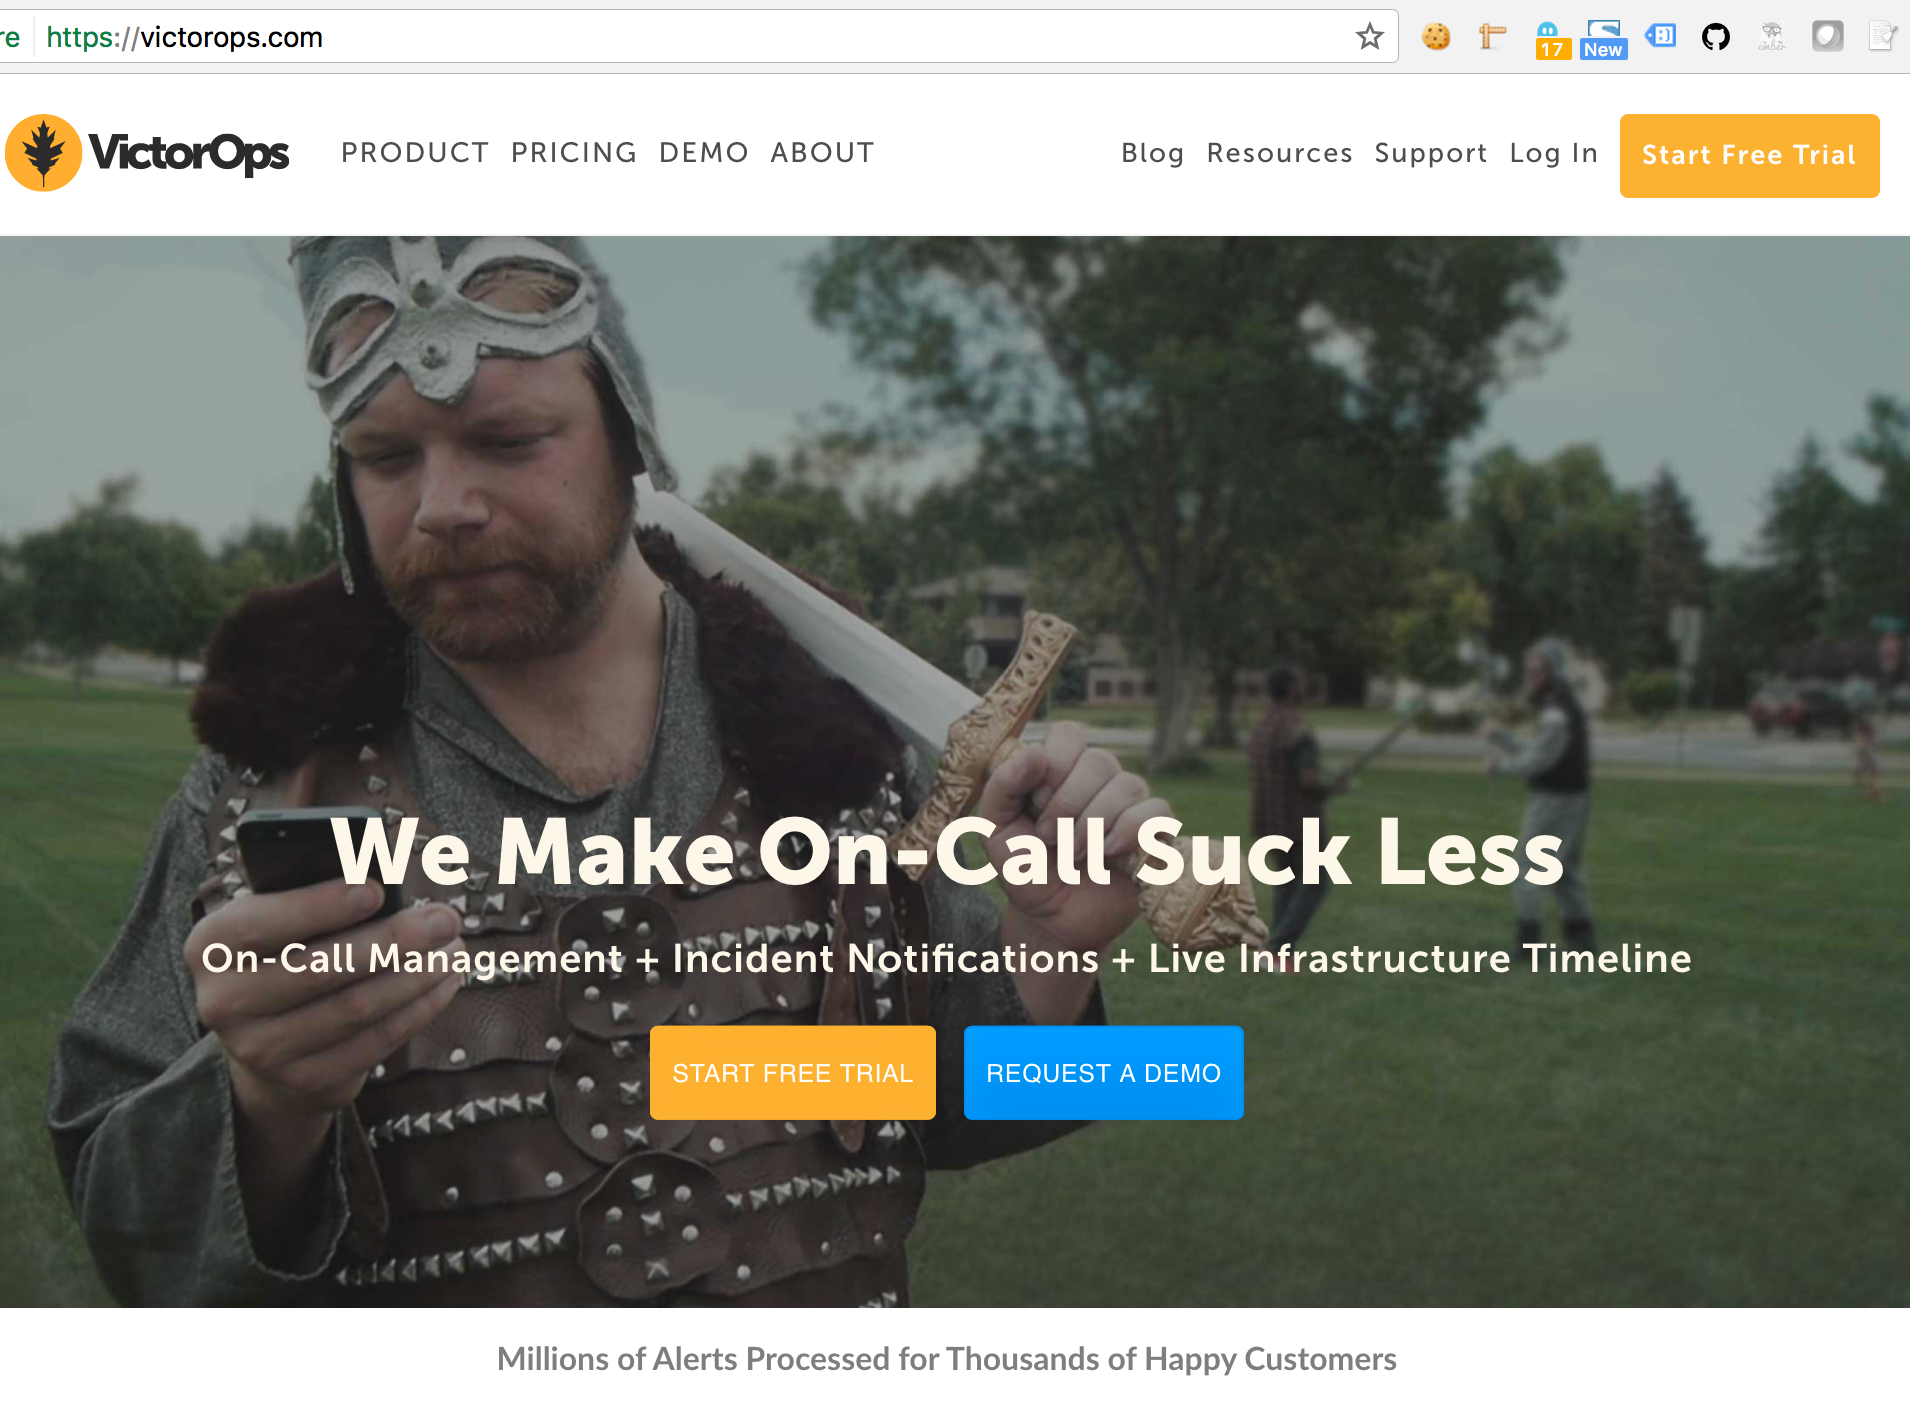 re https://victorops.com
17 New
ember
VictorOps PRODUCT PRICING DEMO ABOUT Blog Resources Support Log In Start Free Trial
We Make On-Call Suck Less
On-Call Management + Incident Notifications + Live Infrastructure Timeline
START FREE TRIAL REQUEST A DEMO
Millions of Alerts Processed for Thousands of Happy Customers